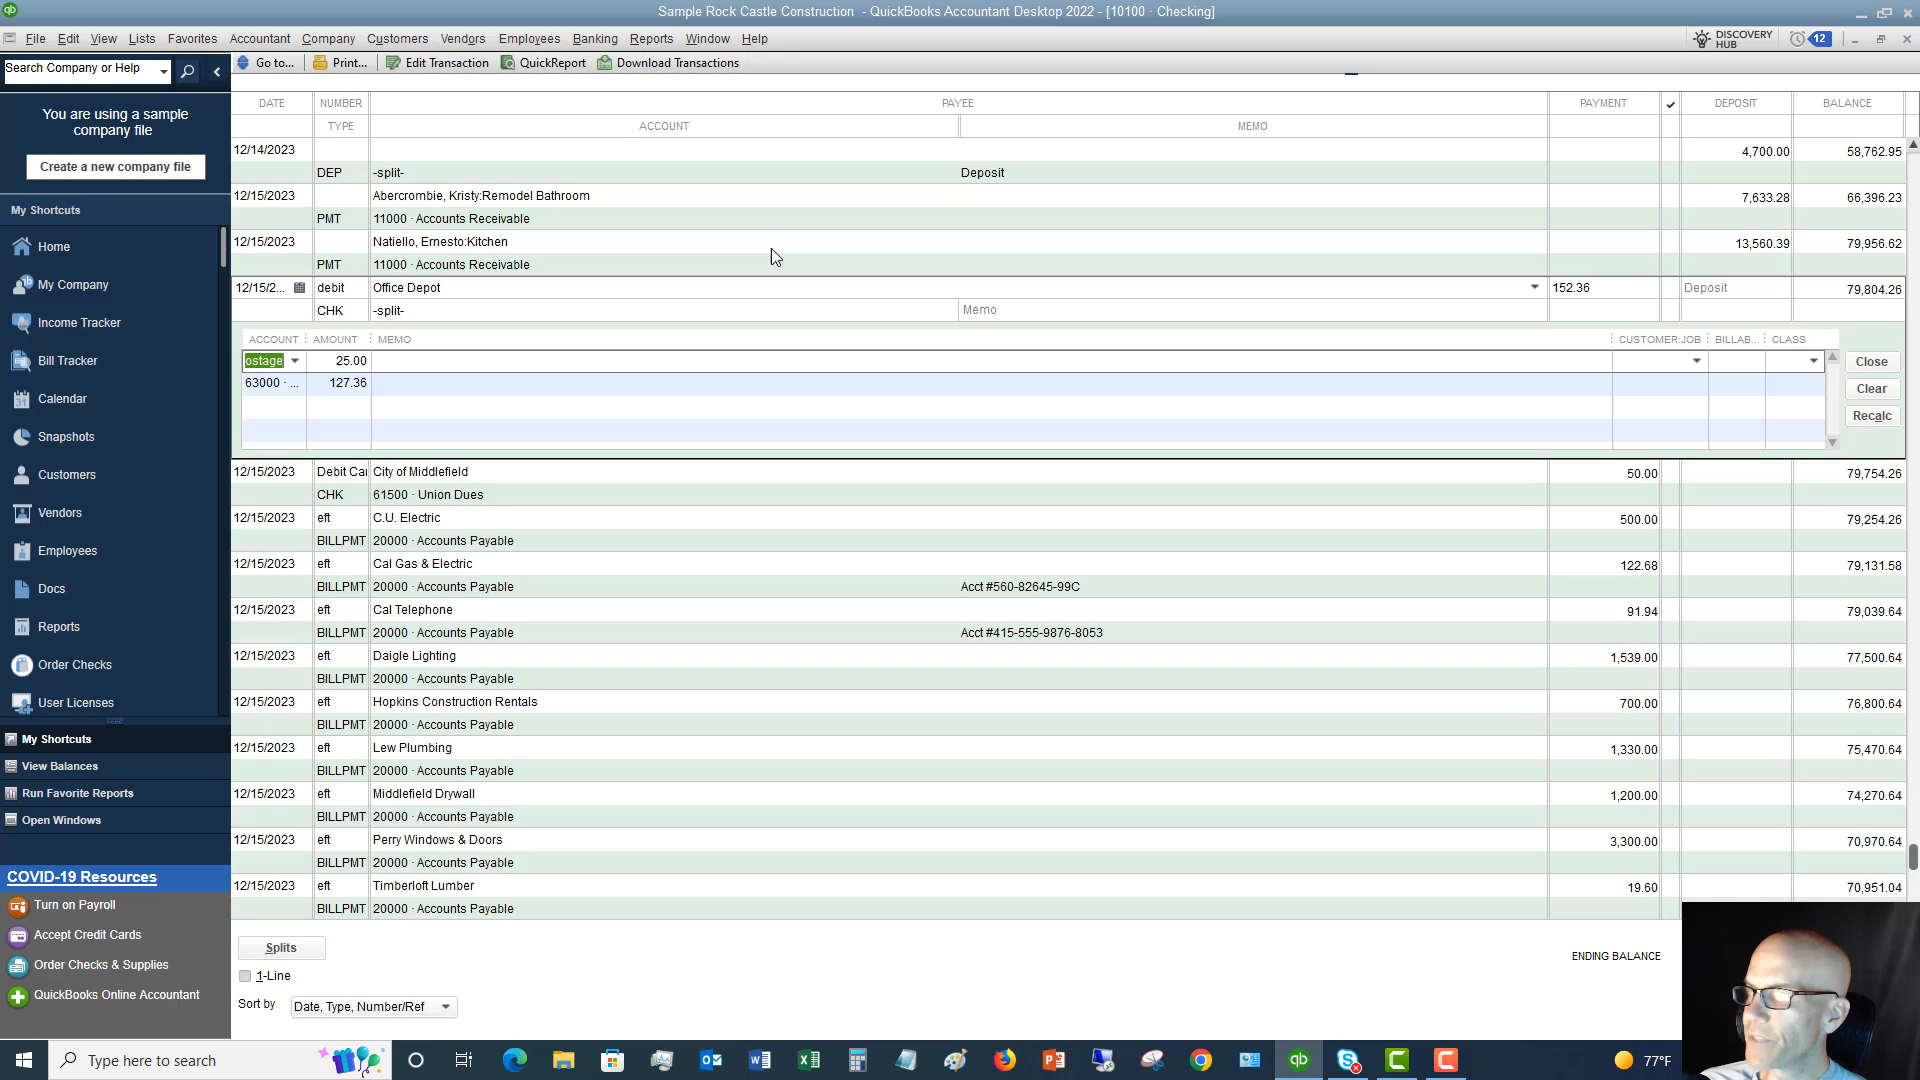 Sample Rock Castle Construction - QuickBooks Accountant Desktop 2022 - [10100 · Checking]
File Edit View Lists Favorites Accountant Company Customers Vendors Employees Banking Reports Window Help
DISCOVERY HUB 12
Search Company or Help
Go to... Print... Edit Transaction QuickReport Download Transactions
You are using a sample
company file
Create a new company file
My Shortcuts
Home
My Company
Income Tracker
Bill Tracker
Calendar
Snapshots
Customers
Vendors
Employees
Docs
Reports
Order Checks
User Licenses
My Shortcuts
View Balances
Run Favorite Reports
Open Windows
COVID-19 Resources
Turn on Payroll
Accept Credit Cards
Order Checks & Supplies
QuickBooks Online Accountant
DATE NUMBER PAYEE PAYMENT ✓ DEPOSIT BALANCE
TYPE ACCOUNT MEMO
12/14/2023 4,700.00 58,762.95
DEP -split- Deposit
12/15/2023 Abercrombie, Kristy:Remodel Bathroom 7,633.28 66,396.23
PMT 11000 · Accounts Receivable
12/15/2023 Natiello, Ernesto:Kitchen 13,560.39 79,956.62
PMT 11000 · Accounts Receivable
12/15/2... debit Office Depot 152.36 Deposit 79,804.26
CHK -split- Memo
ACCOUNT AMOUNT MEMO CUSTOMER:JOB BILLAB... CLASS
ostage 25.00
63000 · ... 127.36
Close
Clear
Recalc
12/15/2023 Debit Car City of Middlefield 50.00 79,754.26
CHK 61500 · Union Dues
12/15/2023 eft C.U. Electric 500.00 79,254.26
BILLPMT 20000 · Accounts Payable
12/15/2023 eft Cal Gas & Electric 122.68 79,131.58
BILLPMT 20000 · Accounts Payable Acct #560-82645-99C
12/15/2023 eft Cal Telephone 91.94 79,039.64
BILLPMT 20000 · Accounts Payable Acct #415-555-9876-8053
12/15/2023 eft Daigle Lighting 1,539.00 77,500.64
BILLPMT 20000 · Accounts Payable
12/15/2023 eft Hopkins Construction Rentals 700.00 76,800.64
BILLPMT 20000 · Accounts Payable
12/15/2023 eft Lew Plumbing 1,330.00 75,470.64
BILLPMT 20000 · Accounts Payable
12/15/2023 eft Middlefield Drywall 1,200.00 74,270.64
BILLPMT 20000 · Accounts Payable
12/15/2023 eft Perry Windows & Doors 3,300.00 70,970.64
BILLPMT 20000 · Accounts Payable
12/15/2023 eft Timberloft Lumber 19.60 70,951.04
BILLPMT 20000 · Accounts Payable
Splits
1-Line
Sort by Date, Type, Number/Ref
ENDING BALANCE
Type here to search
77°F